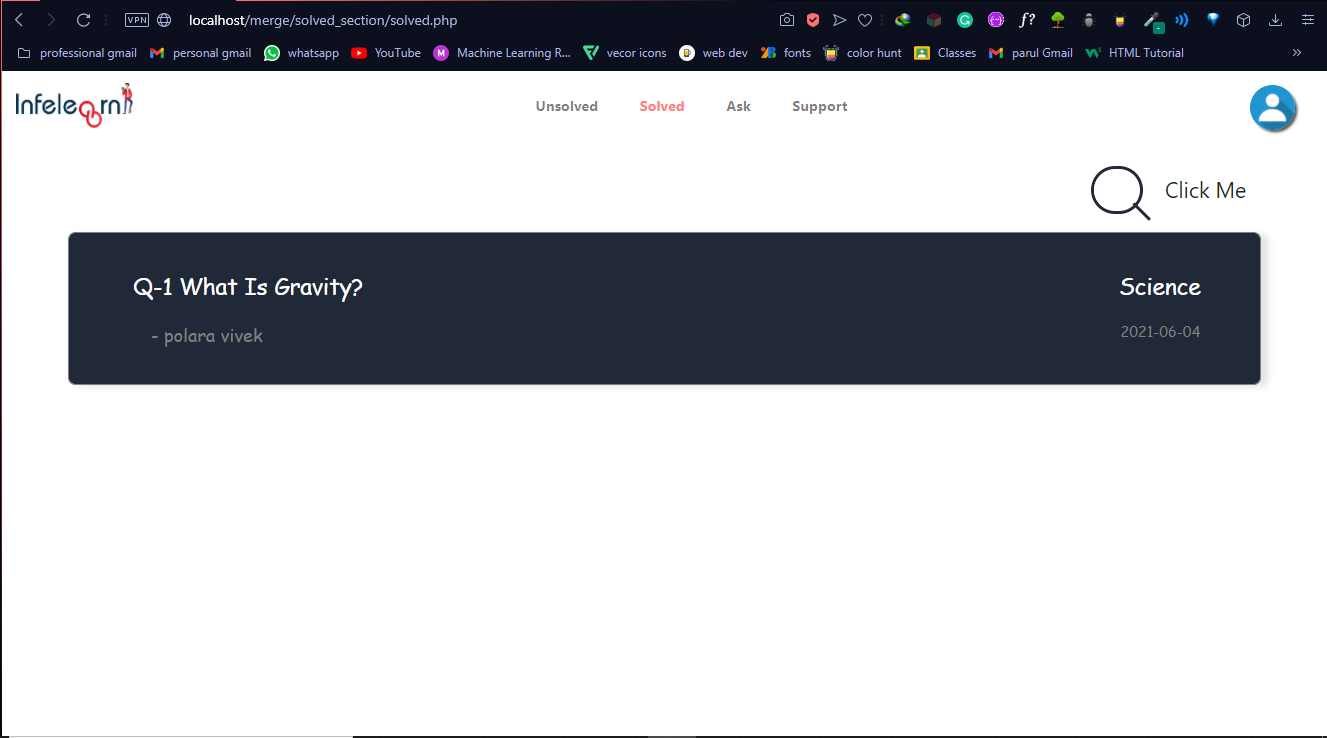 VPN localhost/merge/solved_section/solved.php
professional gmail personal gmail whatsapp YouTube Machine Learning R... vecor icons web dev fonts color hunt Classes parul Gmail HTML Tutorial »
Infelearn Unsolved Solved Ask Support
Click Me
Q-1 What Is Gravity? Science
- polara vivek 2021-06-04